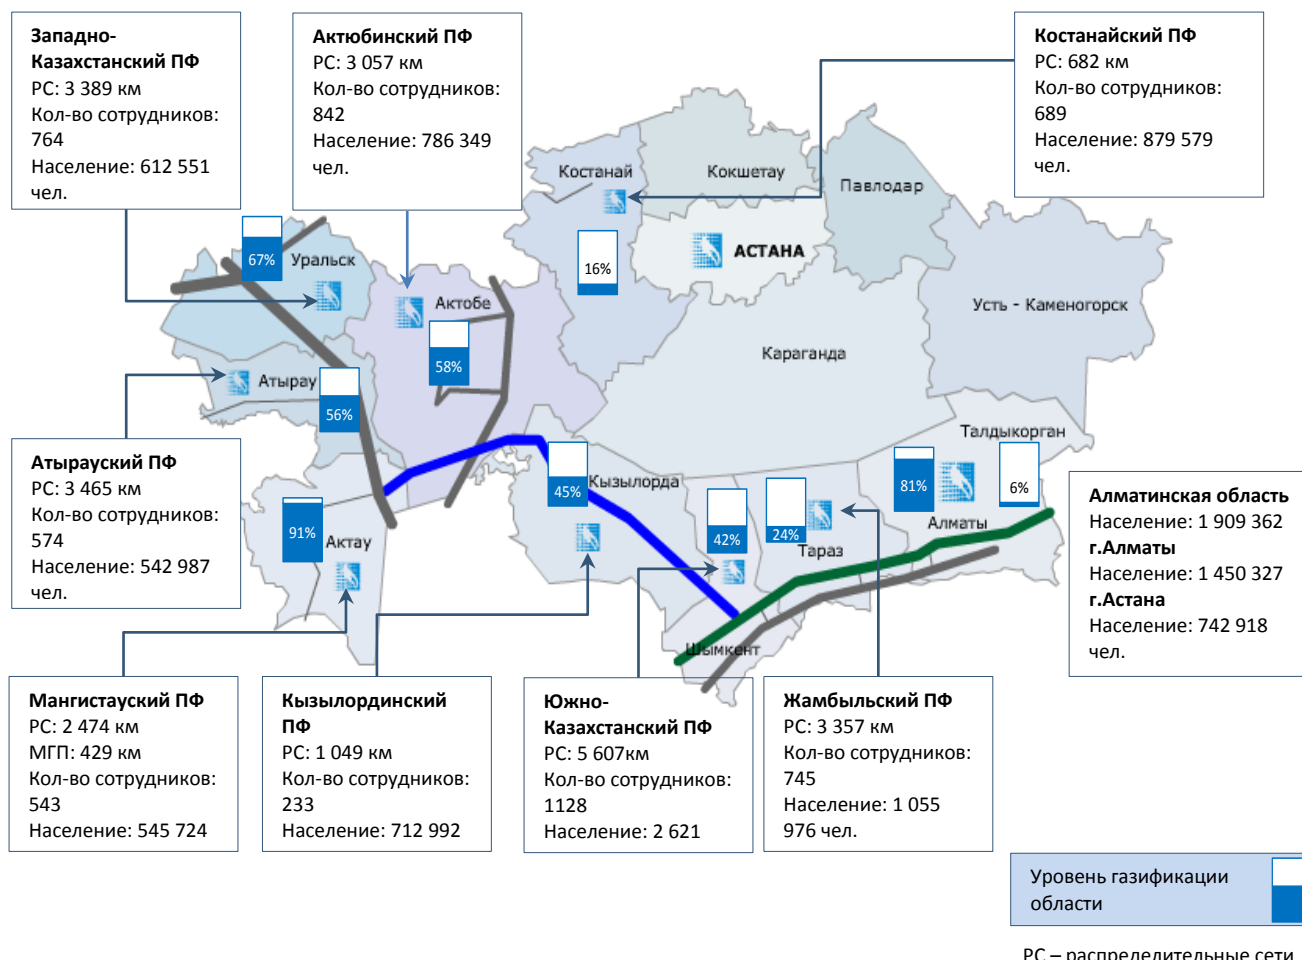 Западно-
Казахстанский ПФ
РС: 3 389 км
Кол-во сотрудников:
764
Население: 612 551
чел.
Актюбинский ПФ
РС: 3 057 км
Кол-во сотрудников:
842
Население: 786 349
чел.
Костанайский ПФ
РС: 682 км
Кол-во сотрудников:
689
Население: 879 579
чел.
Костанай
Кокшетау
Павлодар
АСТАНА
16%
67%
Уральск
Актобе
58%
Усть - Каменогорск
Караганда
Атырау
56%
Талдыкорган
Кызылорда
45%
81%
6%
Алматы
42%
24%
Тараз
91%
Актау
Шымкент
Атырауский ПФ
РС: 3 465 км
Кол-во сотрудников:
574
Население: 542 987
чел.
Алматинская область
Население: 1 909 362
г.Алматы
Население:
1 450 327
г.Астана
Население: 742 918
чел.
Мангистауский ПФ
РС: 2 474 км
МГП: 429 км
Кол-во сотрудников:
543
Население: 545 724
Кызылординский
ПФ
РС: 1 049 км
Кол-во сотрудников:
233
Население: 712 992
Южно-
Казахстанский ПФ
РС: 5 607км
Кол-во сотрудников:
1128
Население: 2 621
Жамбыльский ПФ
РС: 3 357 км
Кол-во сотрудников:
745
Население: 1 055
976 чел.
Уровень газификации
области
РС – распределительные сети